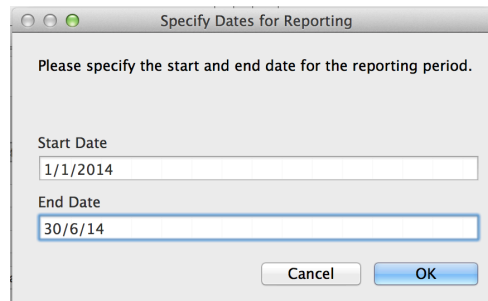 Specify Dates for Reporting
Please specify the start and end date for the reporting period.
Start Date
1/1/2014
End Date
30/6/14
Cancel OK